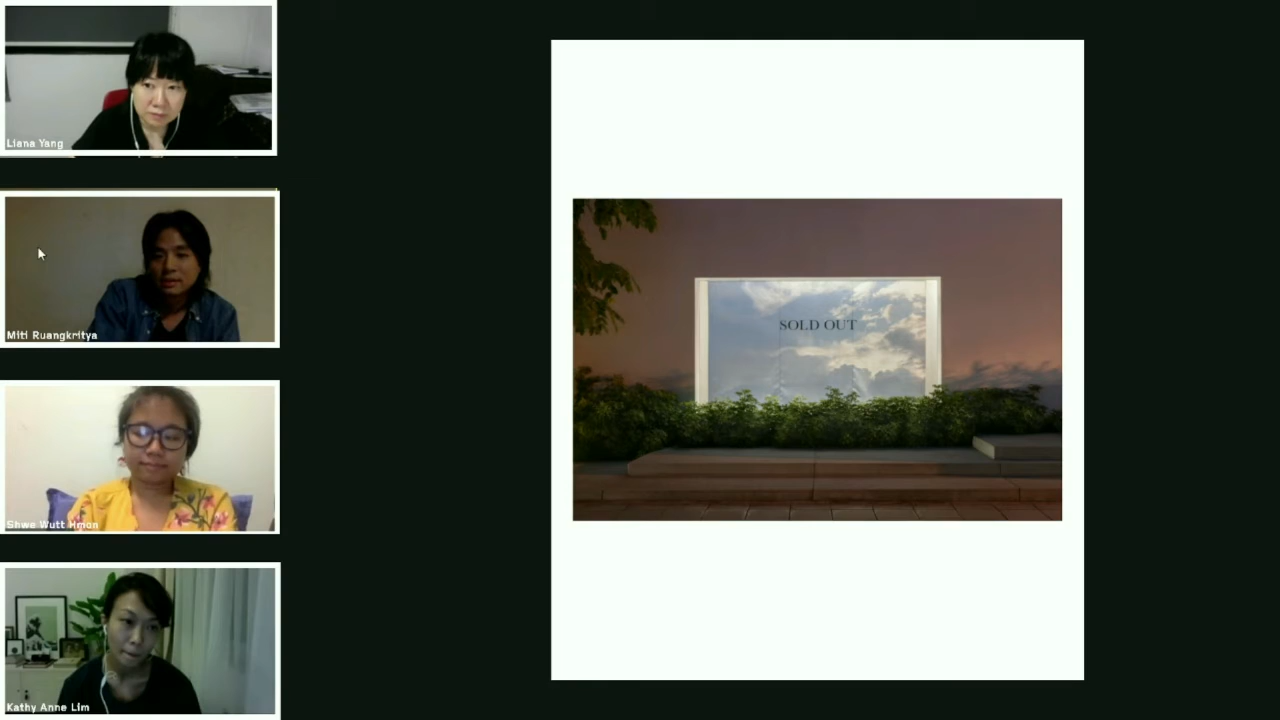 Liana Yang
Miti Ruangkritya
Shwe Wutt Hmon
Kathy Anne Lim
SOLD OUT